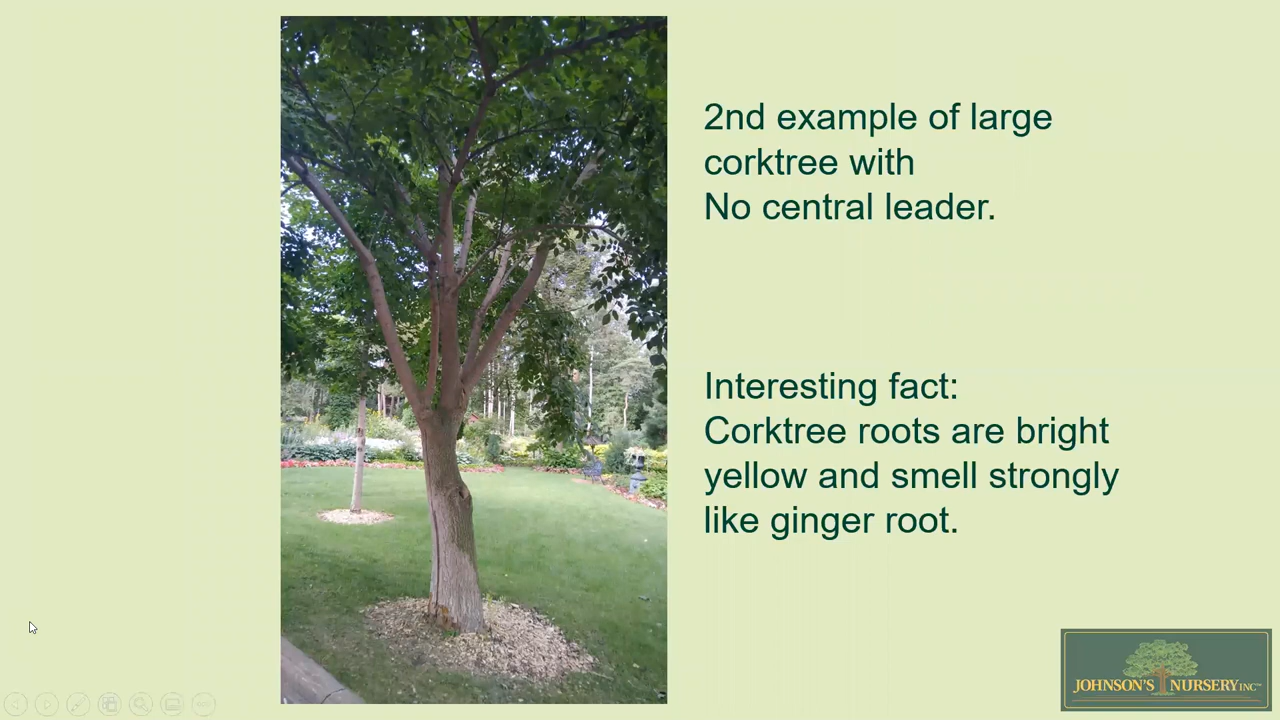 2nd example of large
corktree with
No central leader.
Interesting fact:
Corktree roots are bright
yellow and smell strongly
like ginger root.
JOHNSON'S NURSERY INC™